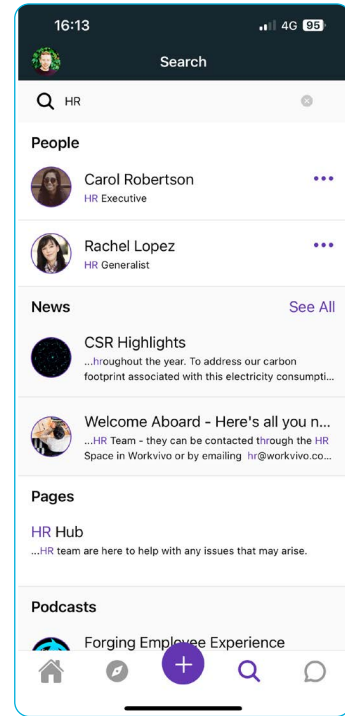 16:13
4G 95
Search
HR
People
Carol Robertson
•••
HR Executive
Rachel Lopez
•••
HR Generalist
News
See All
CSR Highlights
...hroughout the year. To address our carbon
footprint associated with this electricity consumpti...
Welcome Aboard - Here's all you n...
...HR Team - they can be contacted through the HR
Space in Workvivo or by emailing hr@workvivo.co...
Pages
HR Hub
...HR team are here to help with any issues that may arise.
Podcasts
Forging Employee Experience